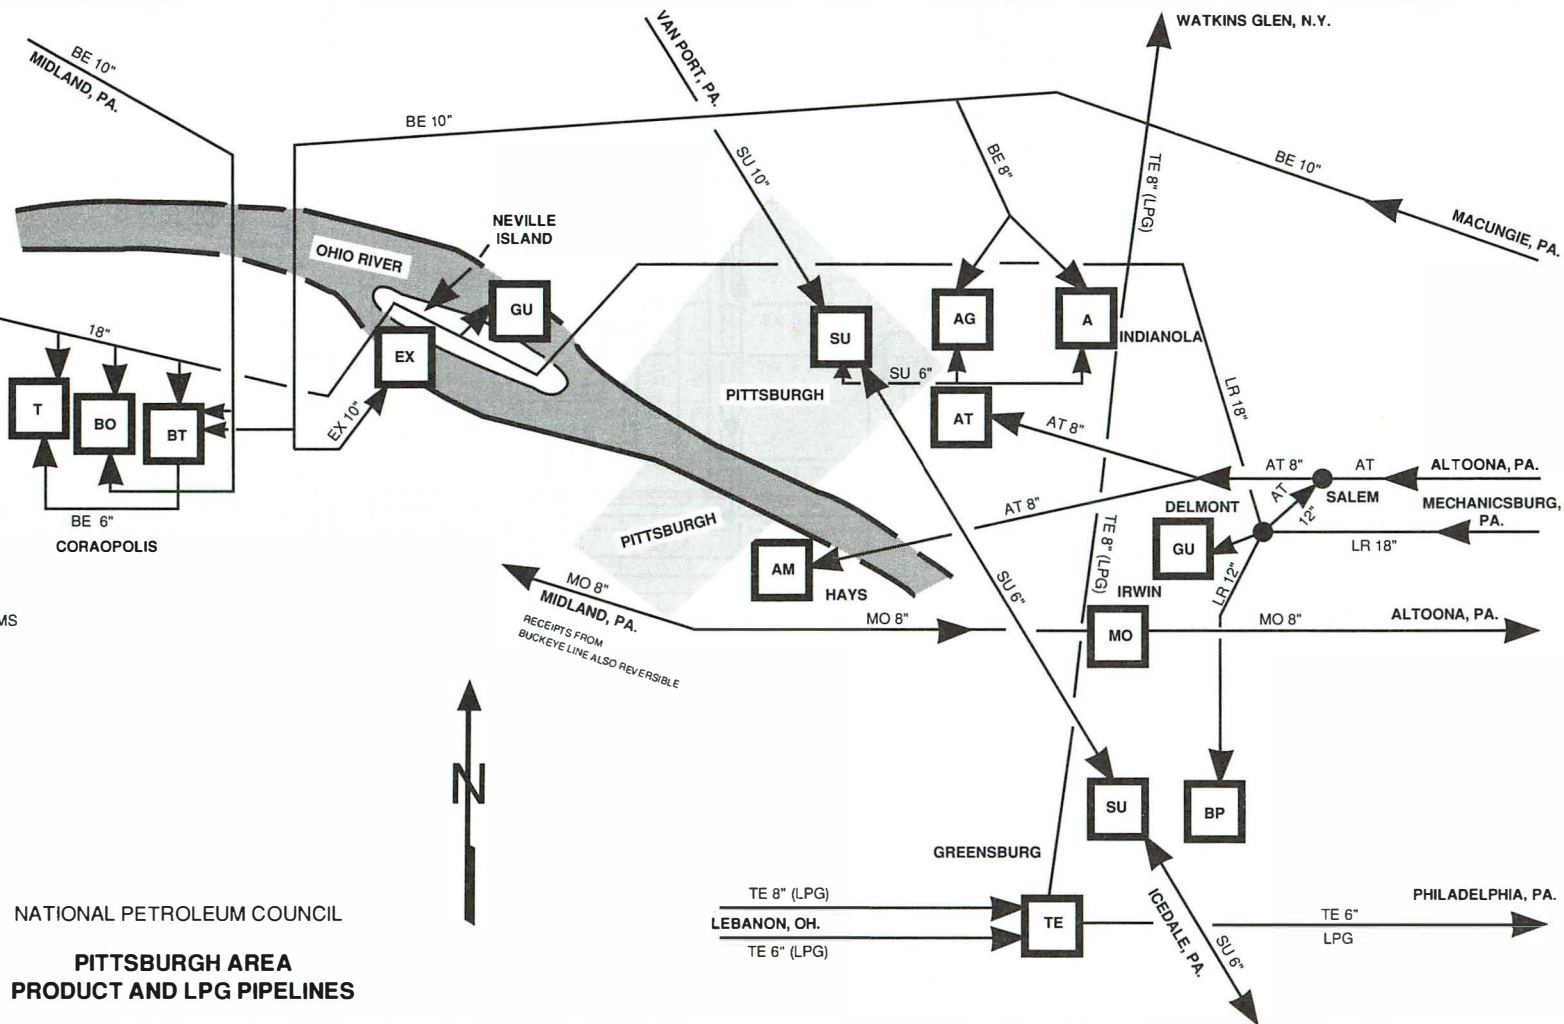 WATKINS GLEN, N.Y.
VAN PORT, PA.
BE 10"
MIDLAND, PA.
BE 10"
SU 10"
BE 8"
TE 8" (LPG)
BE 10"
MACUNGIE, PA.
NEVILLE
ISLAND
OHIO RIVER
GU
EX
SU
AG
A
INDIANOLA
18"
T
BO
BT
EX 10"
BE 6"
CORAOPOLIS
SU 6"
PITTSBURGH
AT
AT 8"
LR 18"
AT 8"
AT
ALTOONA, PA.
SALEM
MECHANICSBURG,
PA.
AT
12"
DELMONT
GU
LR 18"
LR 12"
AT 8"
TE 8" (LPG)
PITTSBURGH
AM
HAYS
SU 6"
IRWIN
MO 8"
MIDLAND, PA.
RECEIPTS FROM
BUCKEYE LINE ALSO REVERSIBLE
MO 8"
MO
MO 8"
ALTOONA, PA.
MS
N
SU
BP
GREENSBURG
TE 8" (LPG)
LEBANON, OH.
TE 6" (LPG)
TE
ICEDALE, PA.
SU 6"
PHILADELPHIA, PA.
TE 6"
LPG
NATIONAL PETROLEUM COUNCIL
PITTSBURGH AREA
PRODUCT AND LPG PIPELINES